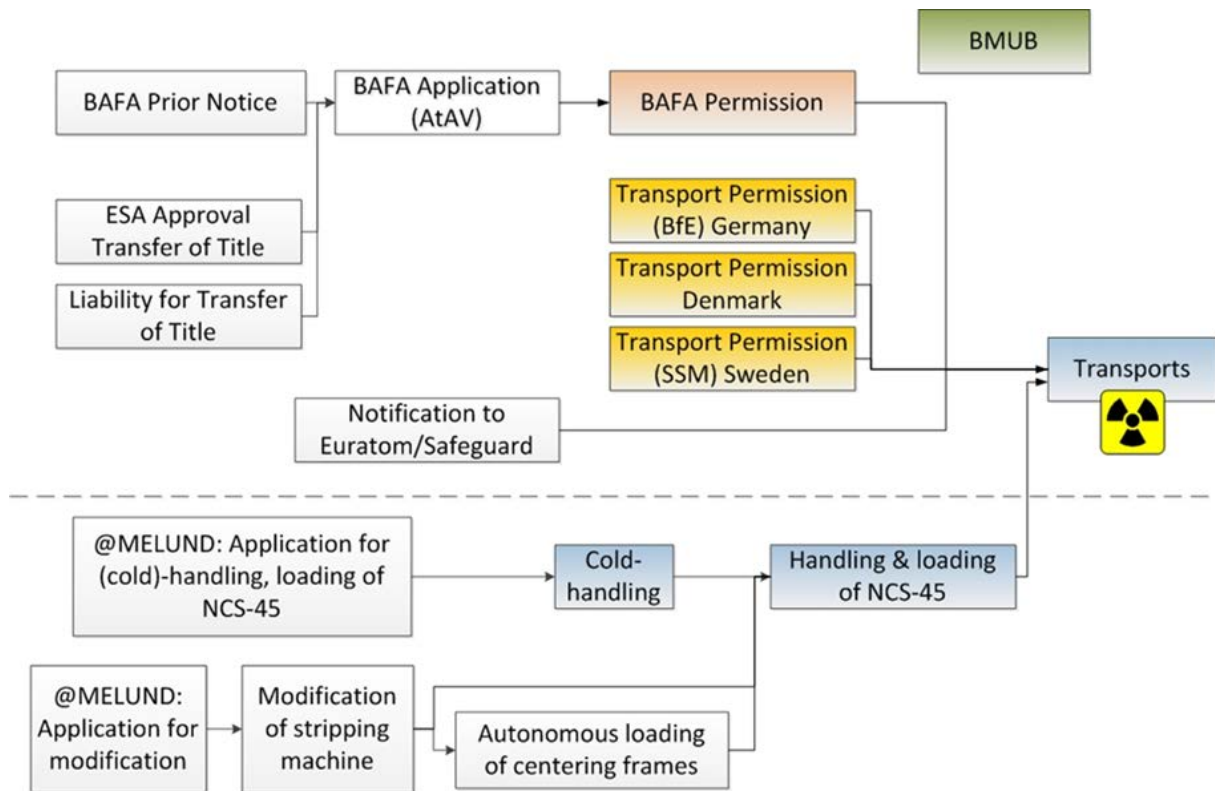 BMUB
BAFA Prior Notice
BAFA Application
(AtAV)
BAFA Permission
ESA Approval
Transfer of Title
Liability for Transfer
of Title
Transport Permission
(BfE) Germany
Transport Permission
Denmark
Transport Permission
(SSM) Sweden
Transports
Notification to
Euratom/Safeguard
@MELUND: Application for
(cold)-handling, loading of
NCS-45
Cold-
handling
Handling & loading
of NCS-45
@MELUND:
Application for
modification
Modification
of stripping
machine
Autonomous loading
of centering frames